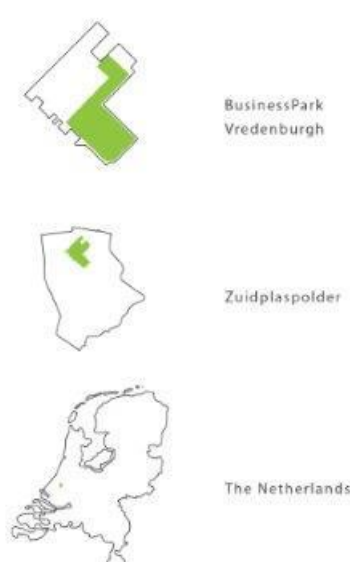 BusinessPark
Vredenburgh
Zuidplaspolder
The Netherlands